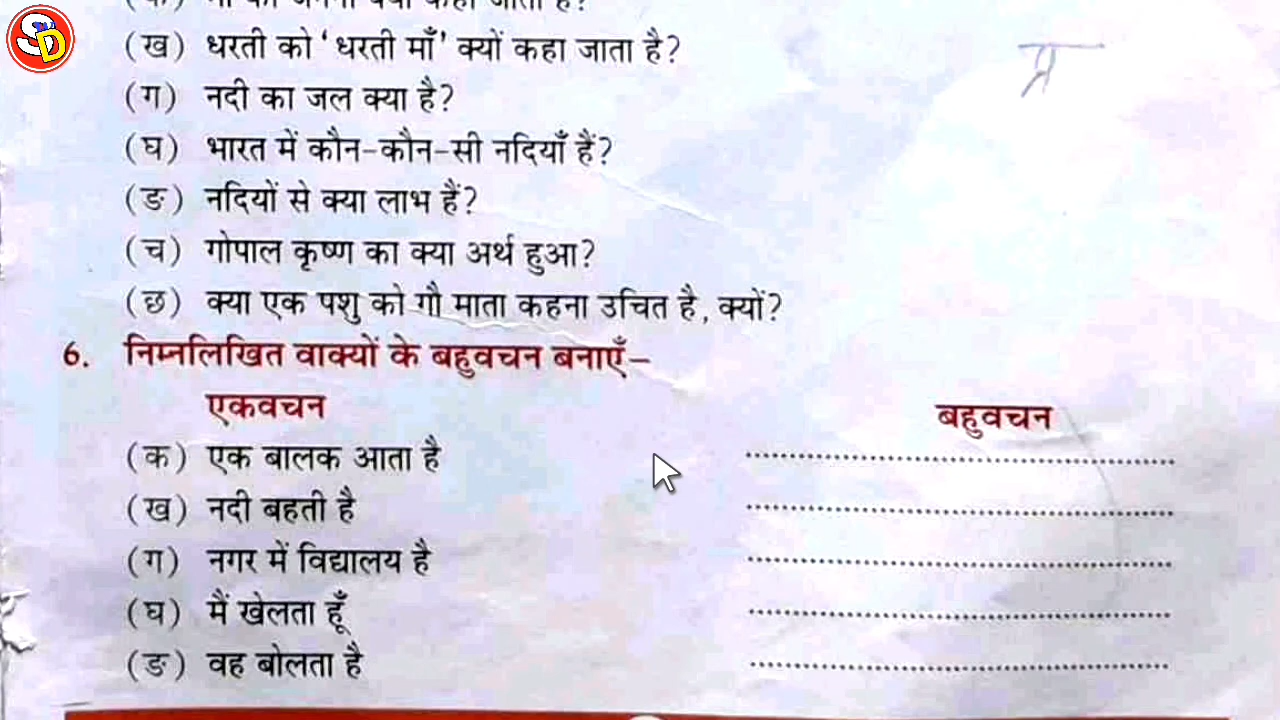 SD
(ख) धरती को ‘धरती माँ’ क्यों कहा जाता है?
(ग) नदी का जल क्या है?
(घ) भारत में कौन-कौन-सी नदियाँ हैं?
(ङ) नदियों से क्या लाभ हैं?
(च) गोपाल कृष्ण का क्या अर्थ हुआ?
(छ) क्या एक पशु को गौ माता कहना उचित है, क्यों?
6. निम्नलिखित वाक्यों के बहुवचन बनाएँ–
एकवचन बहुवचन
(क) एक बालक आता है ........................................
(ख) नदी बहती है ........................................
(ग) नगर में विद्यालय है ........................................
(घ) मैं खेलता हूँ ........................................
(ङ) वह बोलता है ........................................